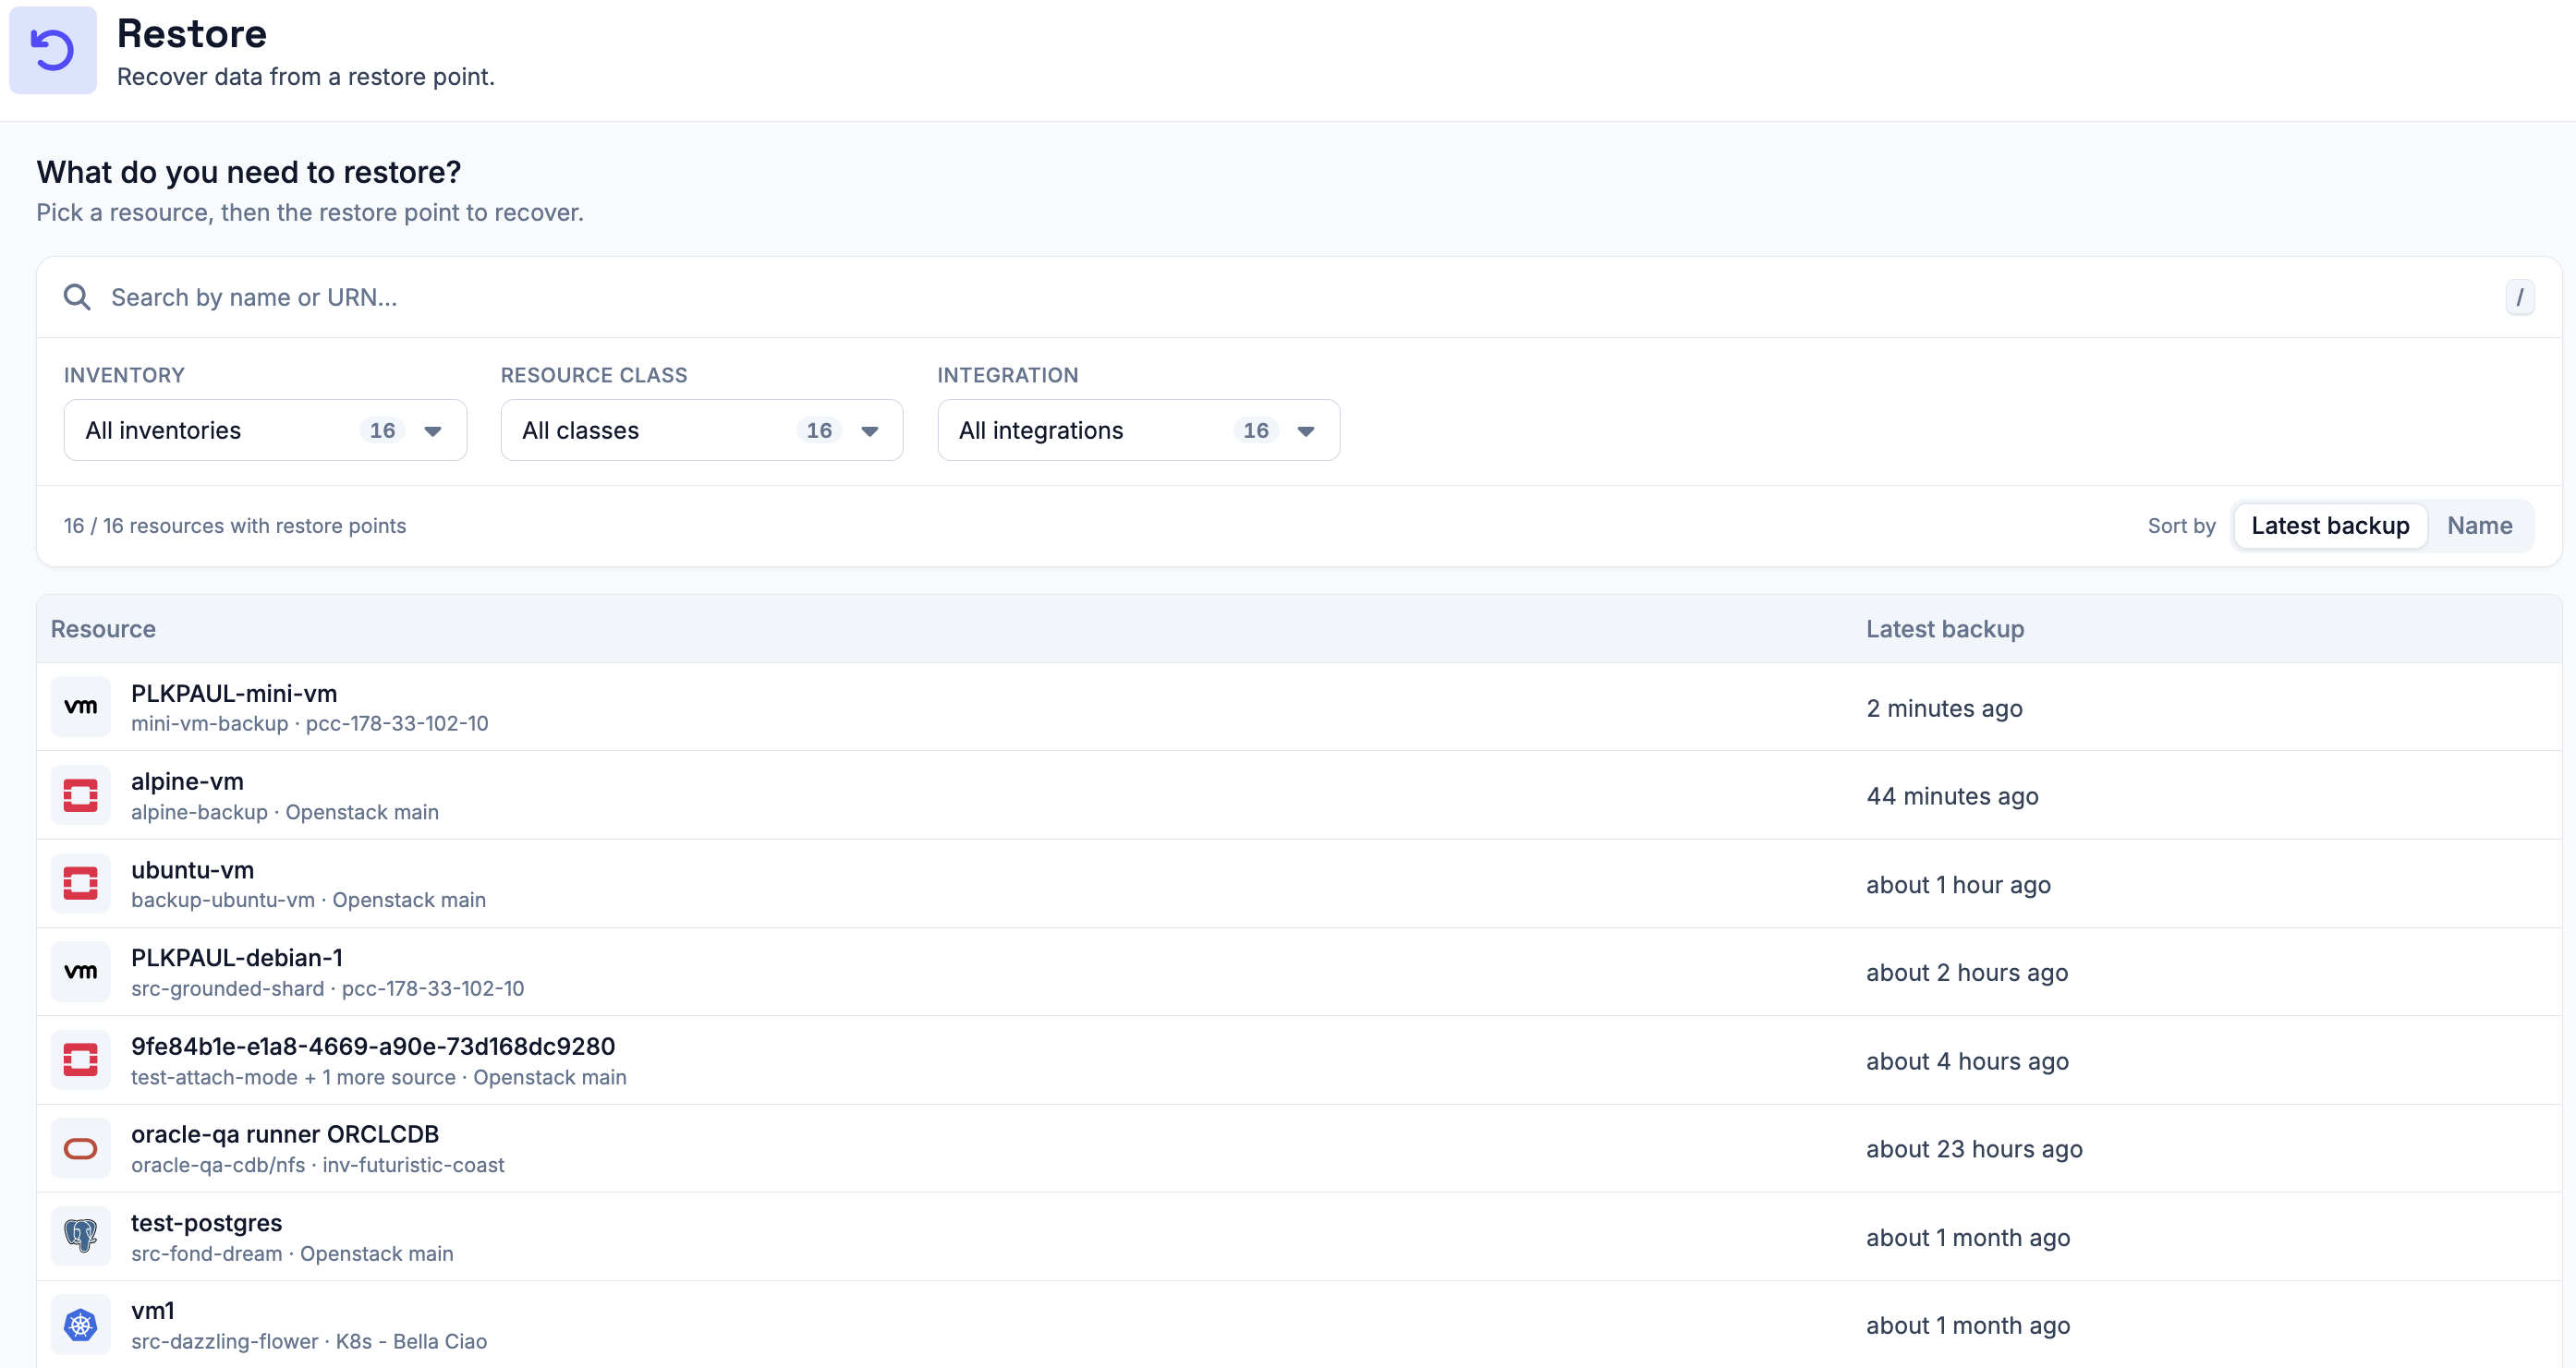 Restore
Recover data from a restore point.
What do you need to restore?
Pick a resource, then the restore point to recover.
Search by name or URN...
/
INVENTORY
RESOURCE CLASS
INTEGRATION
All inventories 16
All classes 16
All integrations 16
16 / 16 resources with restore points
Sort by Latest backup Name
Resource Latest backup
vm
PLKPAUL-mini-vm
mini-vm-backup · pcc-178-33-102-10
2 minutes ago
alpine-vm
alpine-backup · Openstack main
44 minutes ago
ubuntu-vm
backup-ubuntu-vm · Openstack main
about 1 hour ago
vm
PLKPAUL-debian-1
src-grounded-shard · pcc-178-33-102-10
about 2 hours ago
9fe84b1e-e1a8-4669-a90e-73d168dc9280
test-attach-mode + 1 more source · Openstack main
about 4 hours ago
oracle-qa runner ORCLCDB
oracle-qa-cdb/nfs · inv-futuristic-coast
about 23 hours ago
test-postgres
src-fond-dream · Openstack main
about 1 month ago
vm1
src-dazzling-flower · K8s - Bella Ciao
about 1 month ago